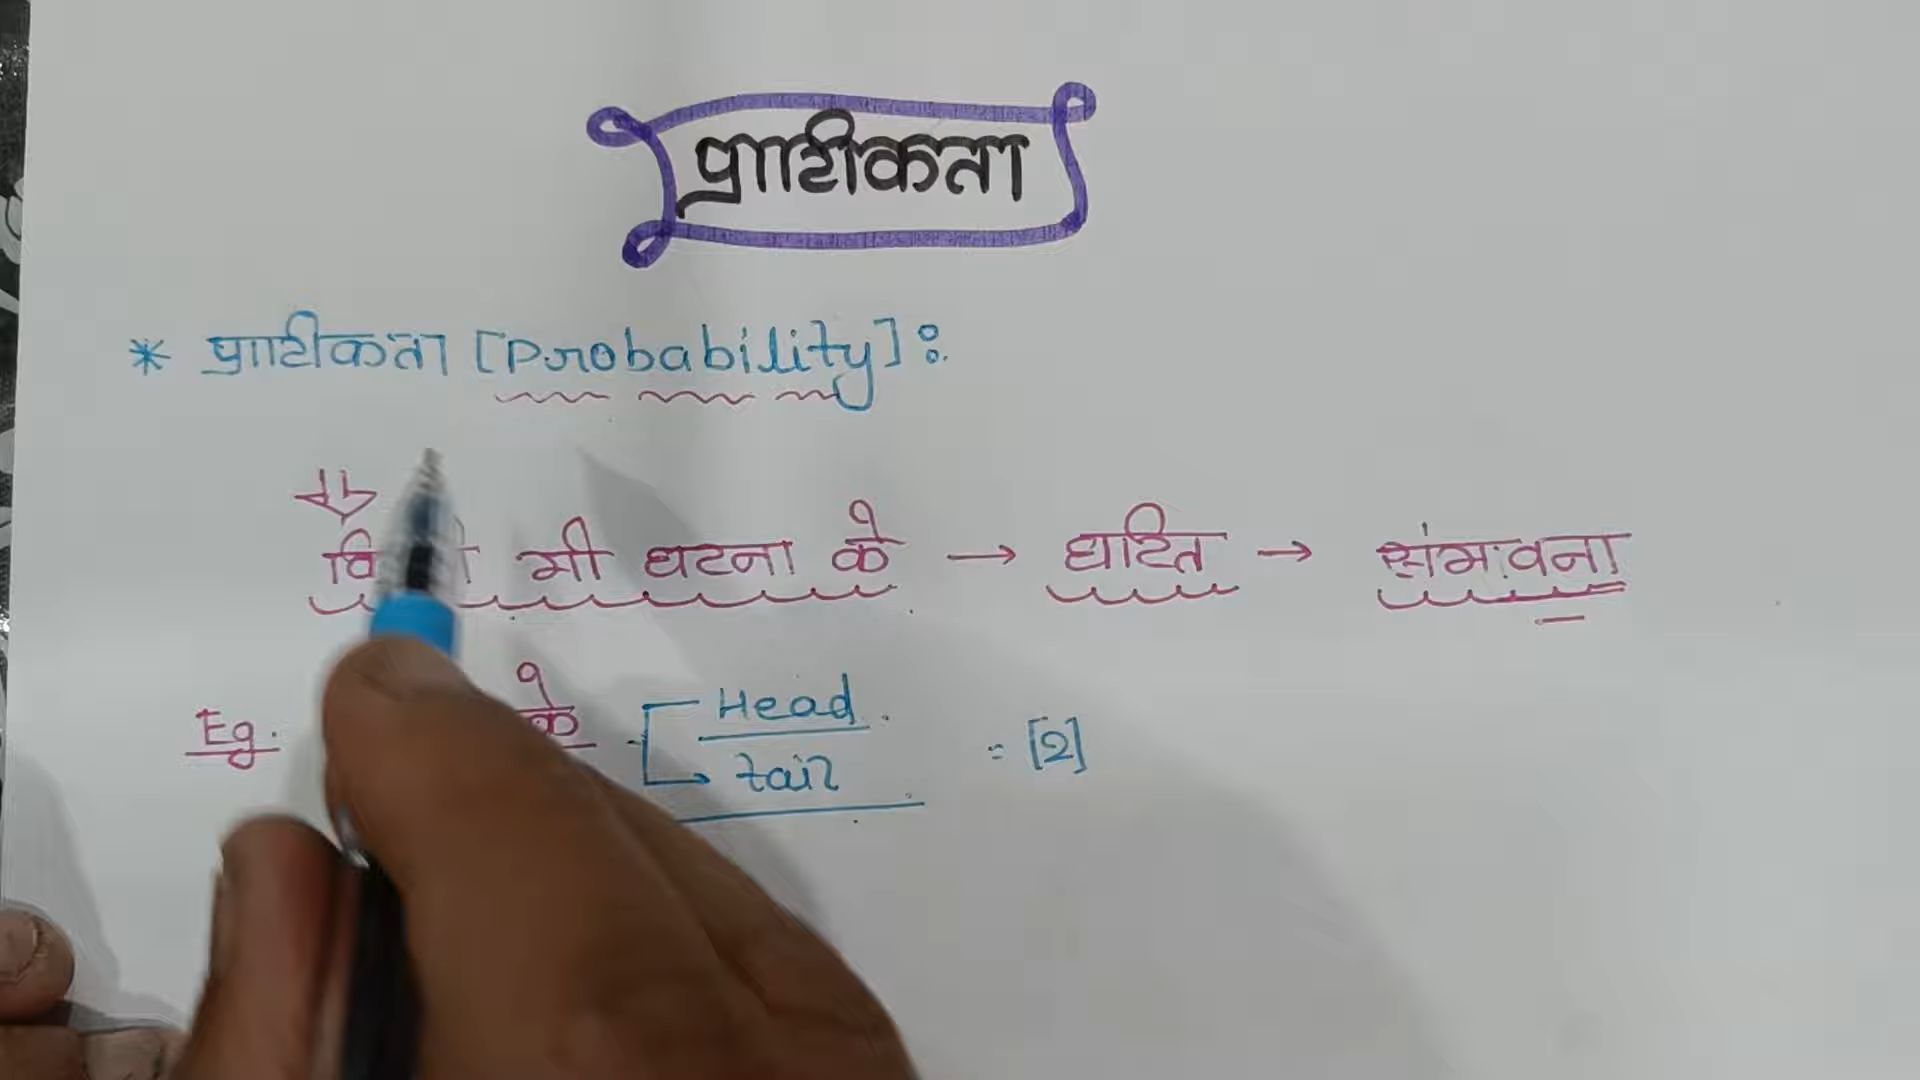 प्रायिकता
* प्रायिकता [Probability]:
भी घटना के → घटित → संभावना
Eg. के Head.
tail = [2]